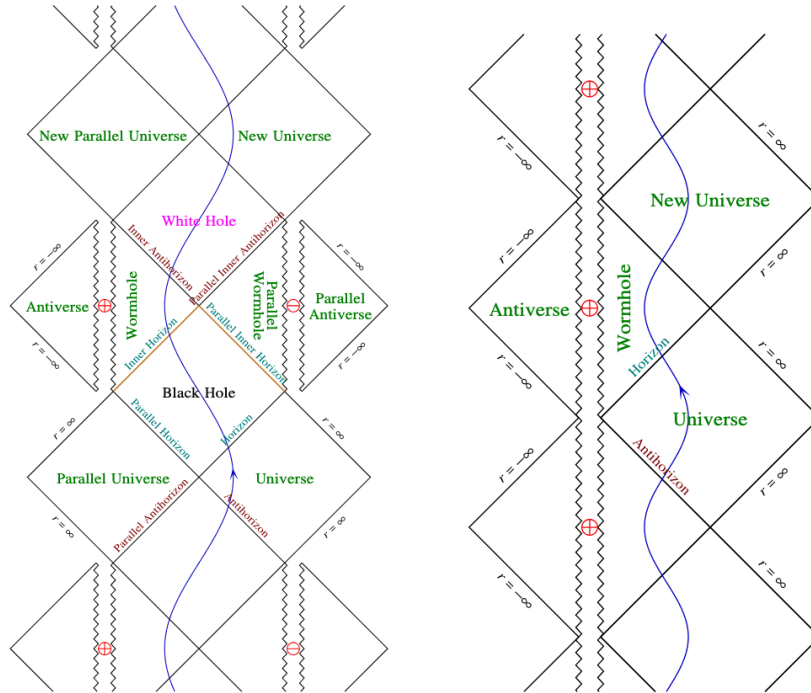 New Parallel Universe
New Universe
White Hole
Inner Antihorizon
Parallel Inner Antihorizon
r = −∞
r = −∞
Antiverse
⊕
Wormhole
Parallel
Wormhole
⊖
Parallel
Antiverse
r = −∞
r = −∞
Inner Horizon
Parallel Inner Horizon
Black Hole
r = ∞
Parallel Horizon
Horizon
r = ∞
Parallel Universe
Universe
r = ∞
Parallel Antihorizon
Antihorizon
r = ∞
⊕
⊖
⊕
r = −∞
r = ∞
New Universe
r = −∞
r = ∞
Antiverse
⊕
Wormhole
r = −∞
Horizon
r = ∞
Universe
Antihorizon
r = −∞
r = ∞
⊕
r = −∞
r = ∞